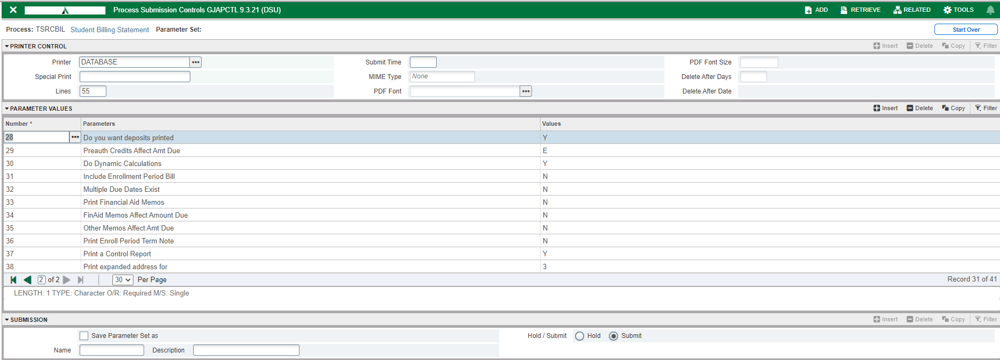 Process Submission Controls GJAPCTL 9.3.21 (DSU) ADD RETRIEVE RELATED TOOLS
Process: TSRCBIL Student Billing Statement Parameter Set: Start Over
PRINTER CONTROL Insert Delete Copy Filter
Printer DATABASE Submit Time PDF Font Size
Special Print MIME Type None Delete After Days
Lines 55 PDF Font Delete After Date
PARAMETER VALUES Insert Delete Copy Filter
Number * Parameters Values
28 Do you want deposits printed Y
29 Preauth Credits Affect Amt Due E
30 Do Dynamic Calculations Y
31 Include Enrollment Period Bill N
32 Multiple Due Dates Exist N
33 Print Financial Aid Memos N
34 FinAid Memos Affect Amount Due N
35 Other Memos Affect Amt Due N
36 Print Enroll Period Term Note N
37 Print a Control Report Y
38 Print expanded address for 3
2 of 2 30 Per Page Record 31 of 41
LENGTH: 1 TYPE: Character O/R: Required M/S: Single
SUBMISSION Insert Delete Copy Filter
Save Parameter Set as Hold / Submit Hold Submit
Name Description